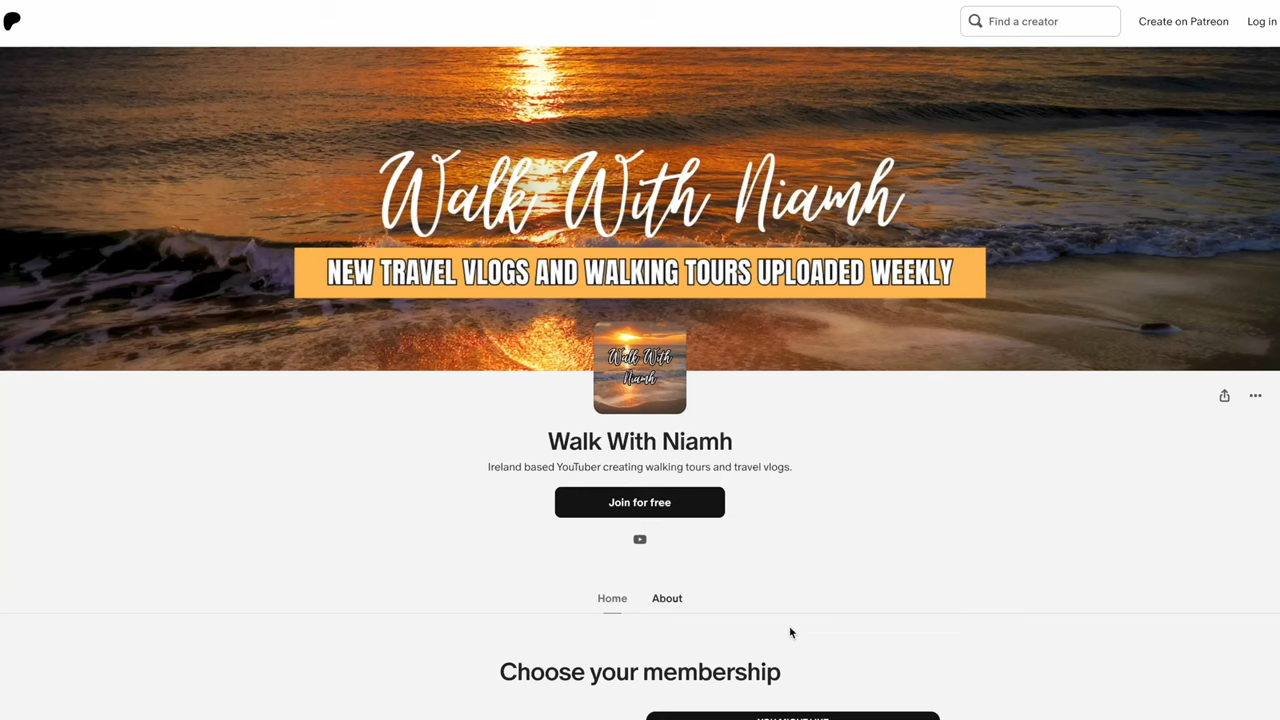 Find a creator
Create on Patreon
Log in
Walk With Niamh
NEW TRAVEL VLOGS AND WALKING TOURS UPLOADED WEEKLY
Walk With
Niamh
Walk With Niamh
Ireland based YouTuber creating walking tours and travel vlogs.
Join for free
Home
About
Choose your membership